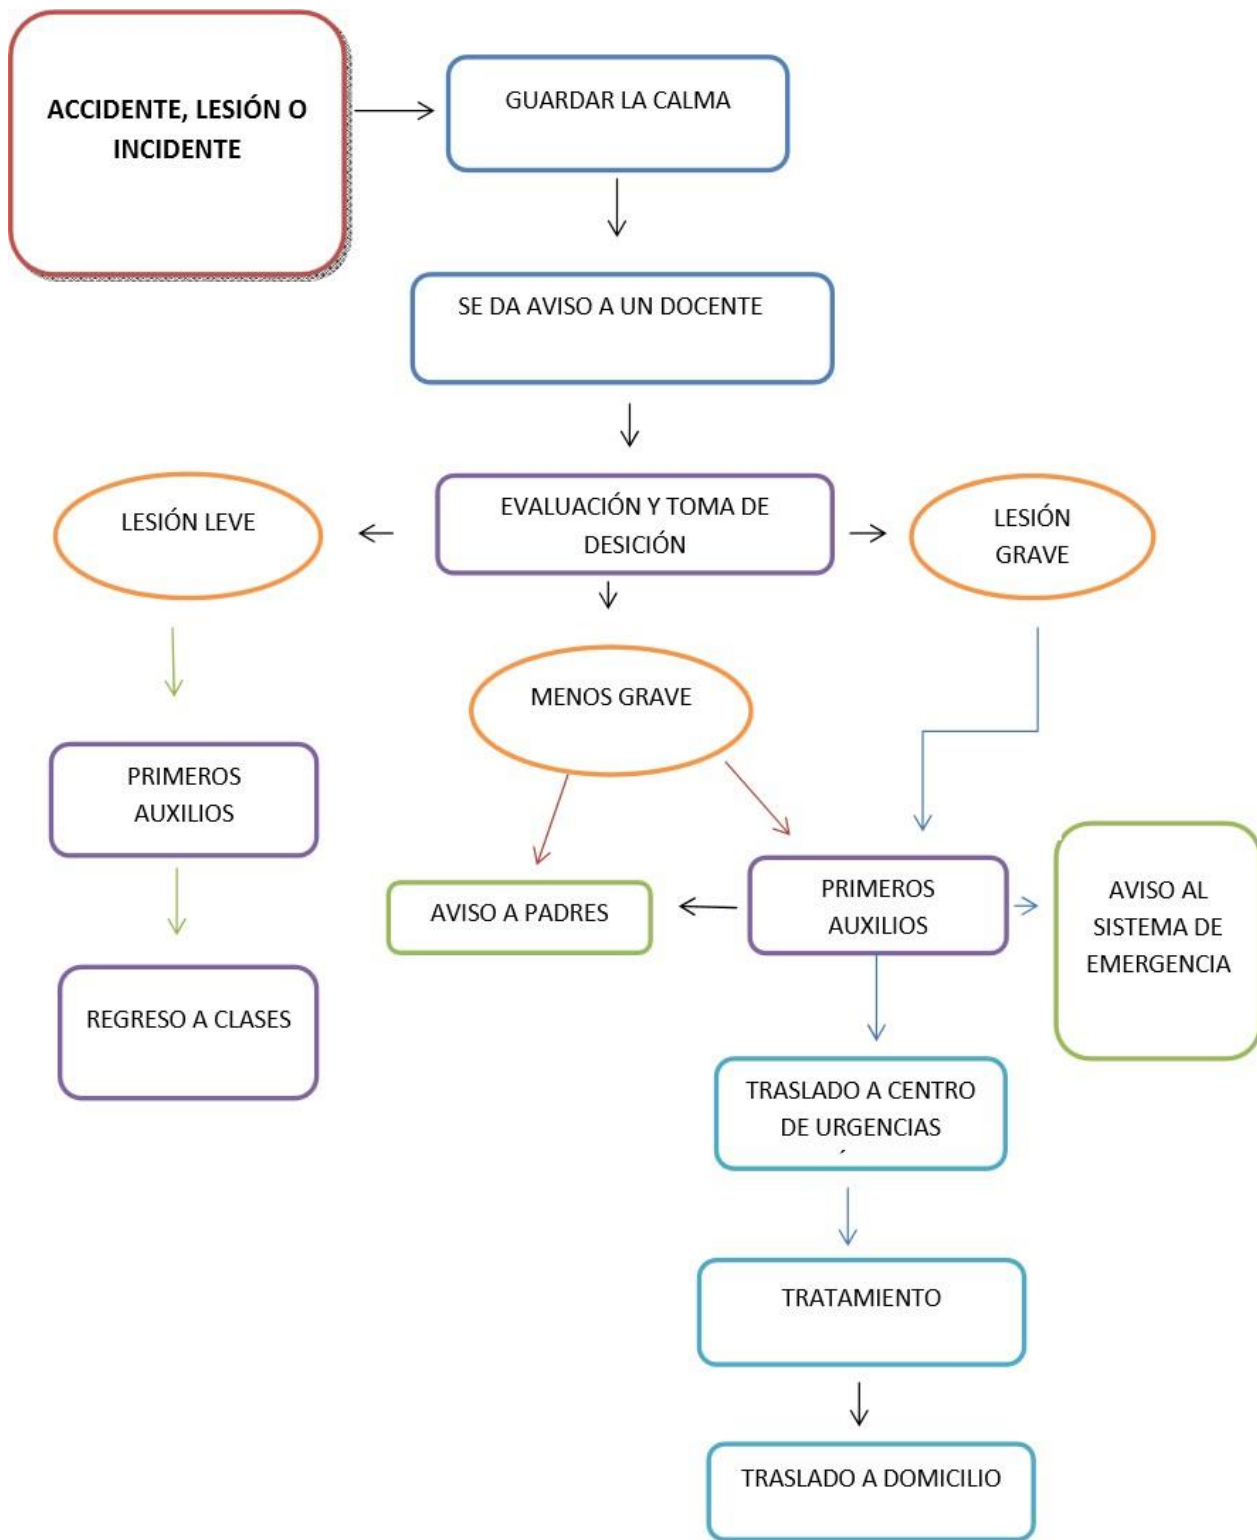 ACCIDENTE, LESIÓN O
INCIDENTE
GUARDAR LA CALMA
SE DA AVISO A UN DOCENTE
EVALUACIÓN Y TOMA DE
DESICIÓN
LESIÓN LEVE
LESIÓN
GRAVE
MENOS GRAVE
PRIMEROS
AUXILIOS
REGRESO A CLASES
AVISO A PADRES
PRIMEROS
AUXILIOS
AVISO AL
SISTEMA DE
EMERGENCIA
TRASLADO A CENTRO
DE URGENCIAS
TRATAMIENTO
TRASLADO A DOMICILIO